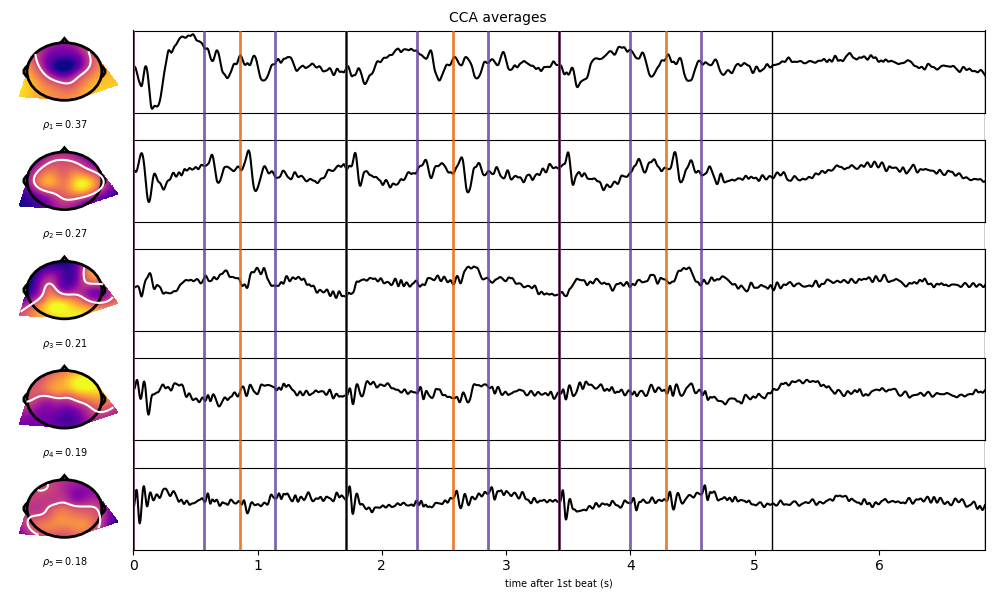 CCA averages
ρ₁ = 0.37
ρ₂ = 0.27
ρ₃ = 0.21
ρ₄ = 0.19
ρ₅ = 0.18
0 1 2 3 4 5 6
time after 1st beat (s)